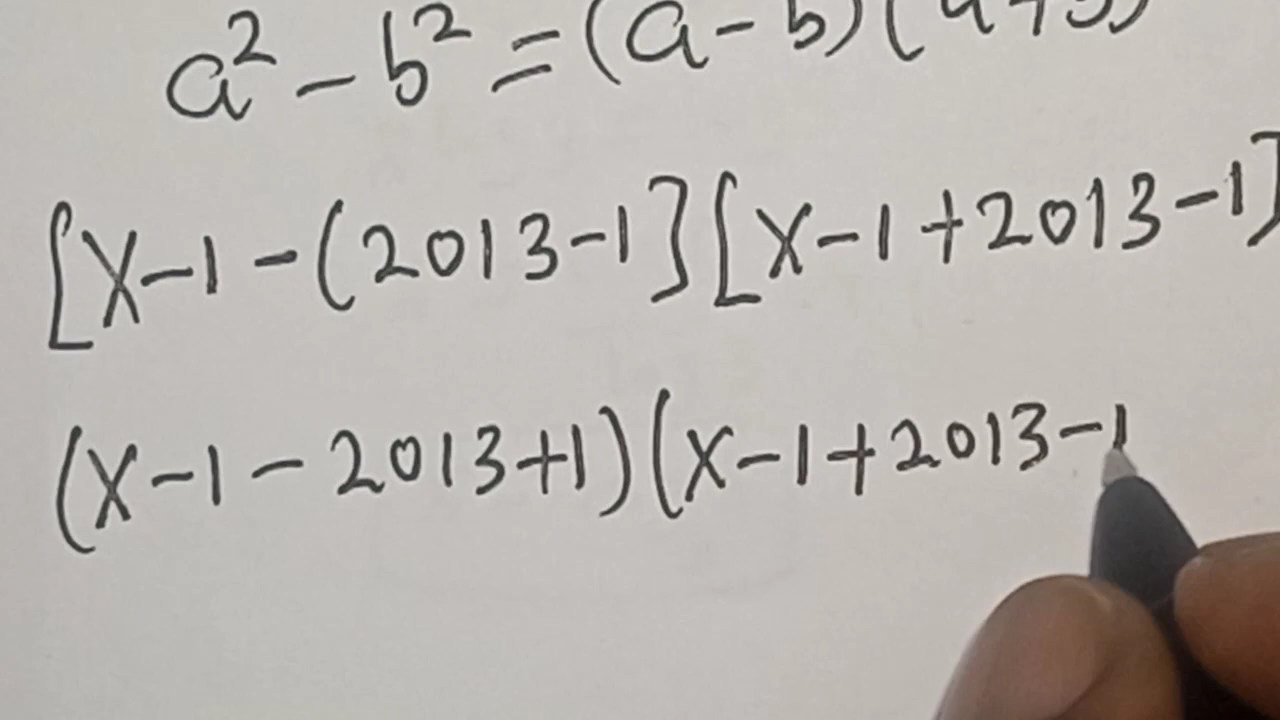 a² - b² = (a - b)(a+b)
[X-1-(2013-1][X-1+2013-1]
(X-1-2013+1)(X-1+2013-1